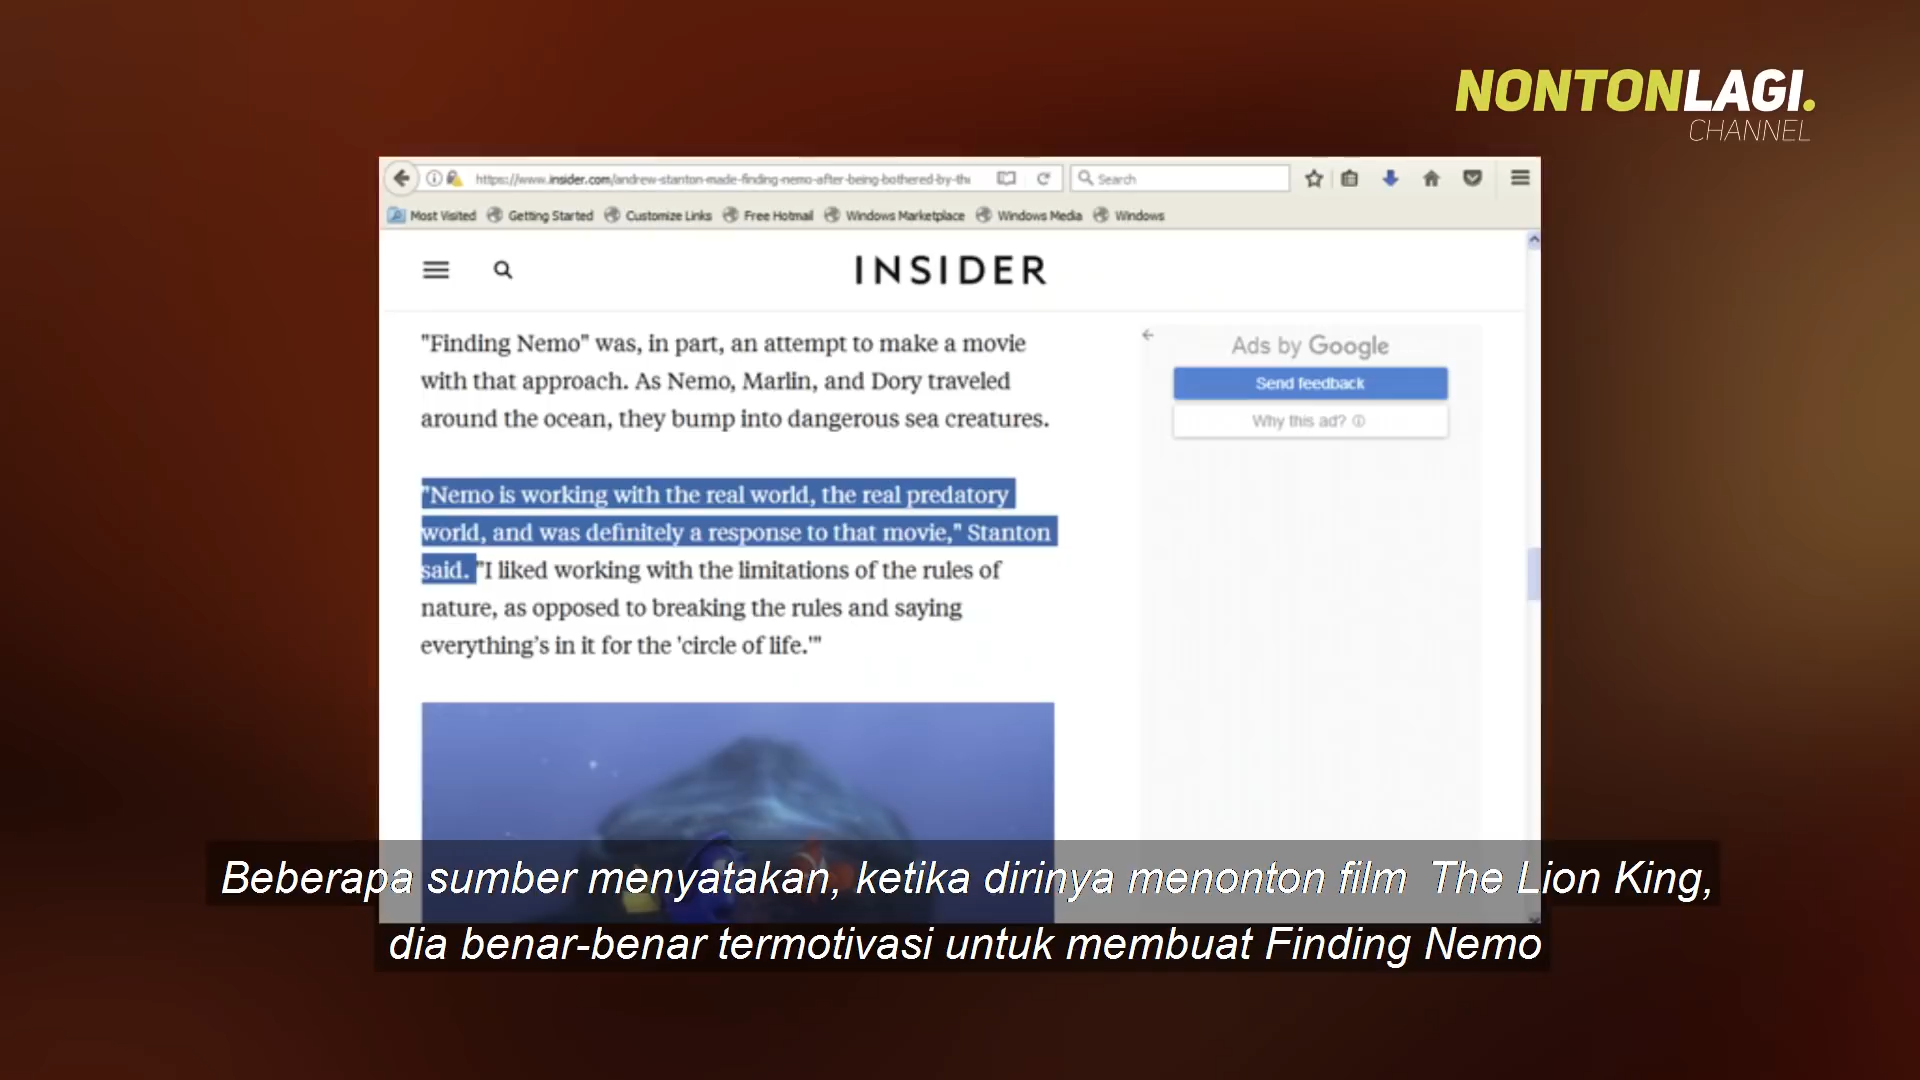 NONTONLAGI.
CHANNEL
https://www.insider.com/andrew-stanton-made-finding-nemo-after-being-bothered-by-the
Search
Most Visited Getting Started Customize Links Free Hotmail Windows Marketplace Windows Media Windows
INSIDER
"Finding Nemo" was, in part, an attempt to make a movie
with that approach. As Nemo, Marlin, and Dory traveled
around the ocean, they bump into dangerous sea creatures.
"Nemo is working with the real world, the real predatory
world, and was definitely a response to that movie," Stanton
said. "I liked working with the limitations of the rules of
nature, as opposed to breaking the rules and saying
everything's in it for the 'circle of life.'"
Ads by Google
Send feedback
Why this ad?
Beberapa sumber menyatakan, ketika dirinya menonton film The Lion King,
dia benar-benar termotivasi untuk membuat Finding Nemo